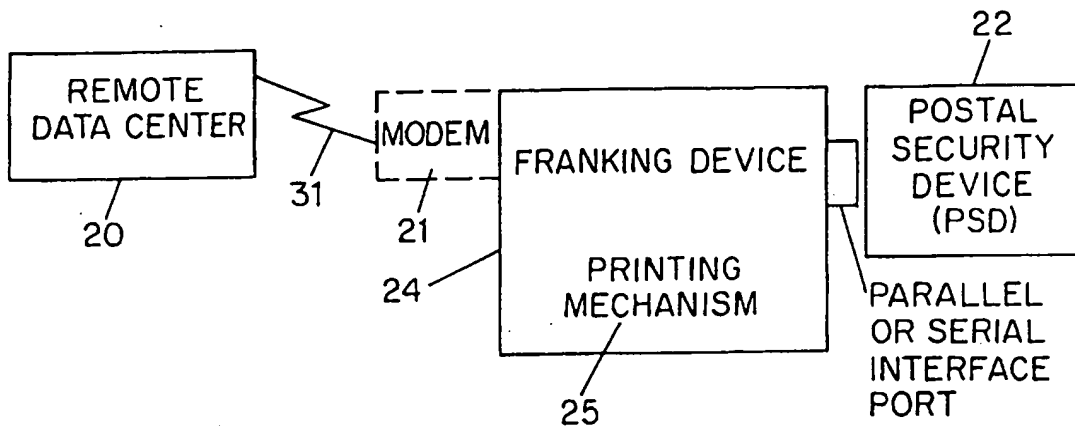 REMOTE
DATA CENTER
20
31
MODEM
21
FRANKING DEVICE
24
PRINTING
MECHANISM
25
22
POSTAL
SECURITY
DEVICE
(PSD)
PARALLEL
OR SERIAL
INTERFACE
PORT